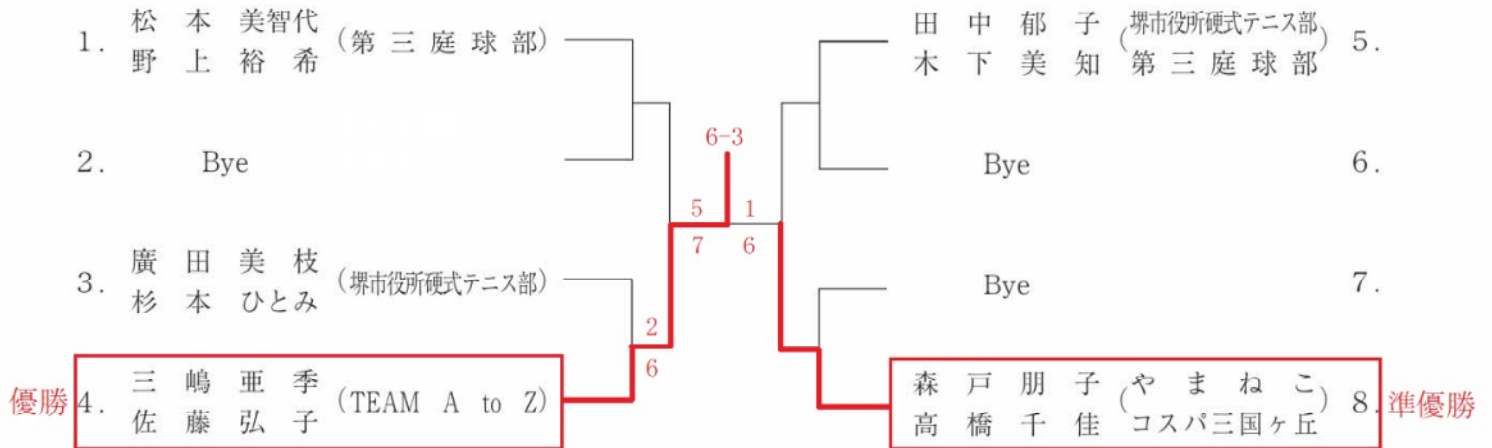 1. 松本 美智代 (第三庭球部)
野上裕希
2. Bye
3. 廣田美枝 (堺市役所硬式テニス部)
杉本 ひとみ
優勝 4. 三嶋亜季 (TEAM A to Z)
佐藤弘子
6-3
5 1
7 6
2
6
田中郁子 (堺市役所硬式テニス部) 5.
木下美知 第三庭球部
Bye 6.
Bye 7.
森戸朋子 (やまねこ) 8. 準優勝
高橋千佳 コスパ三国ヶ丘